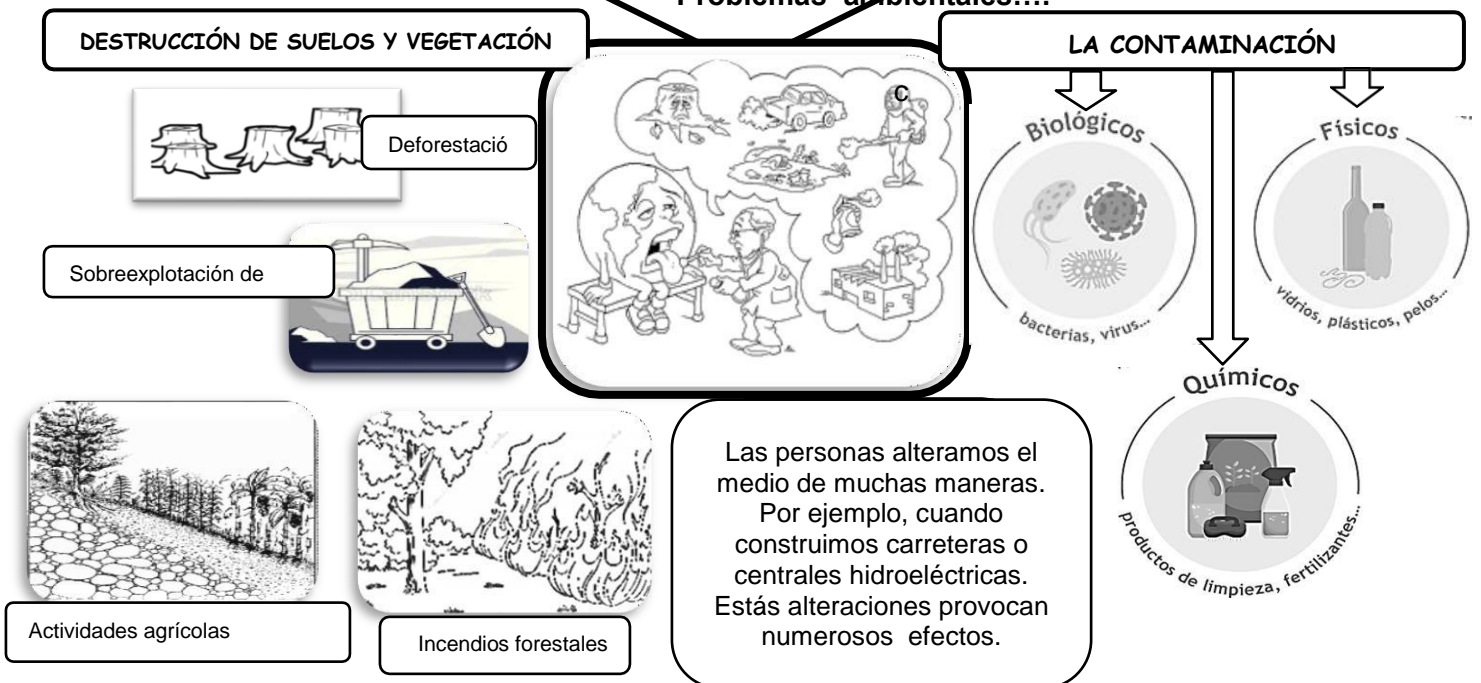 Problemas ambientales….
DESTRUCCIÓN DE SUELOS Y VEGETACIÓN
Deforestació
Sobreexplotación de
Actividades agrícolas
Incendios forestales
C
Las personas alteramos el
medio de muchas maneras.
Por ejemplo, cuando
construimos carreteras o
centrales hidroeléctricas.
Estás alteraciones provocan
numerosos efectos.
LA CONTAMINACIÓN
Biológicos
bacterias, virus...
Físicos
vidrios, plásticos, pelos...
Químicos
productos de limpieza, fertilizantes...